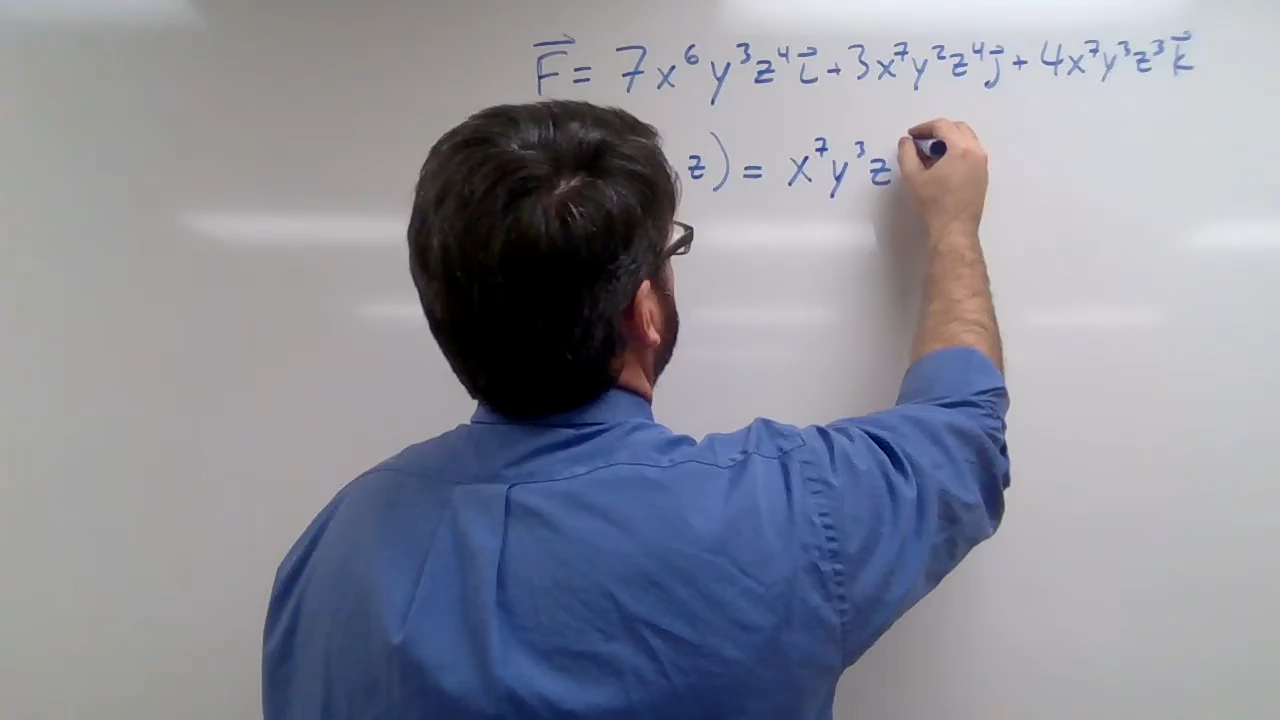 F⃗ = 7x⁶y³z⁴i⃗ + 3x⁷y²z⁴j⃗ + 4x⁷y³z³k⃗
z) = x⁷y³z